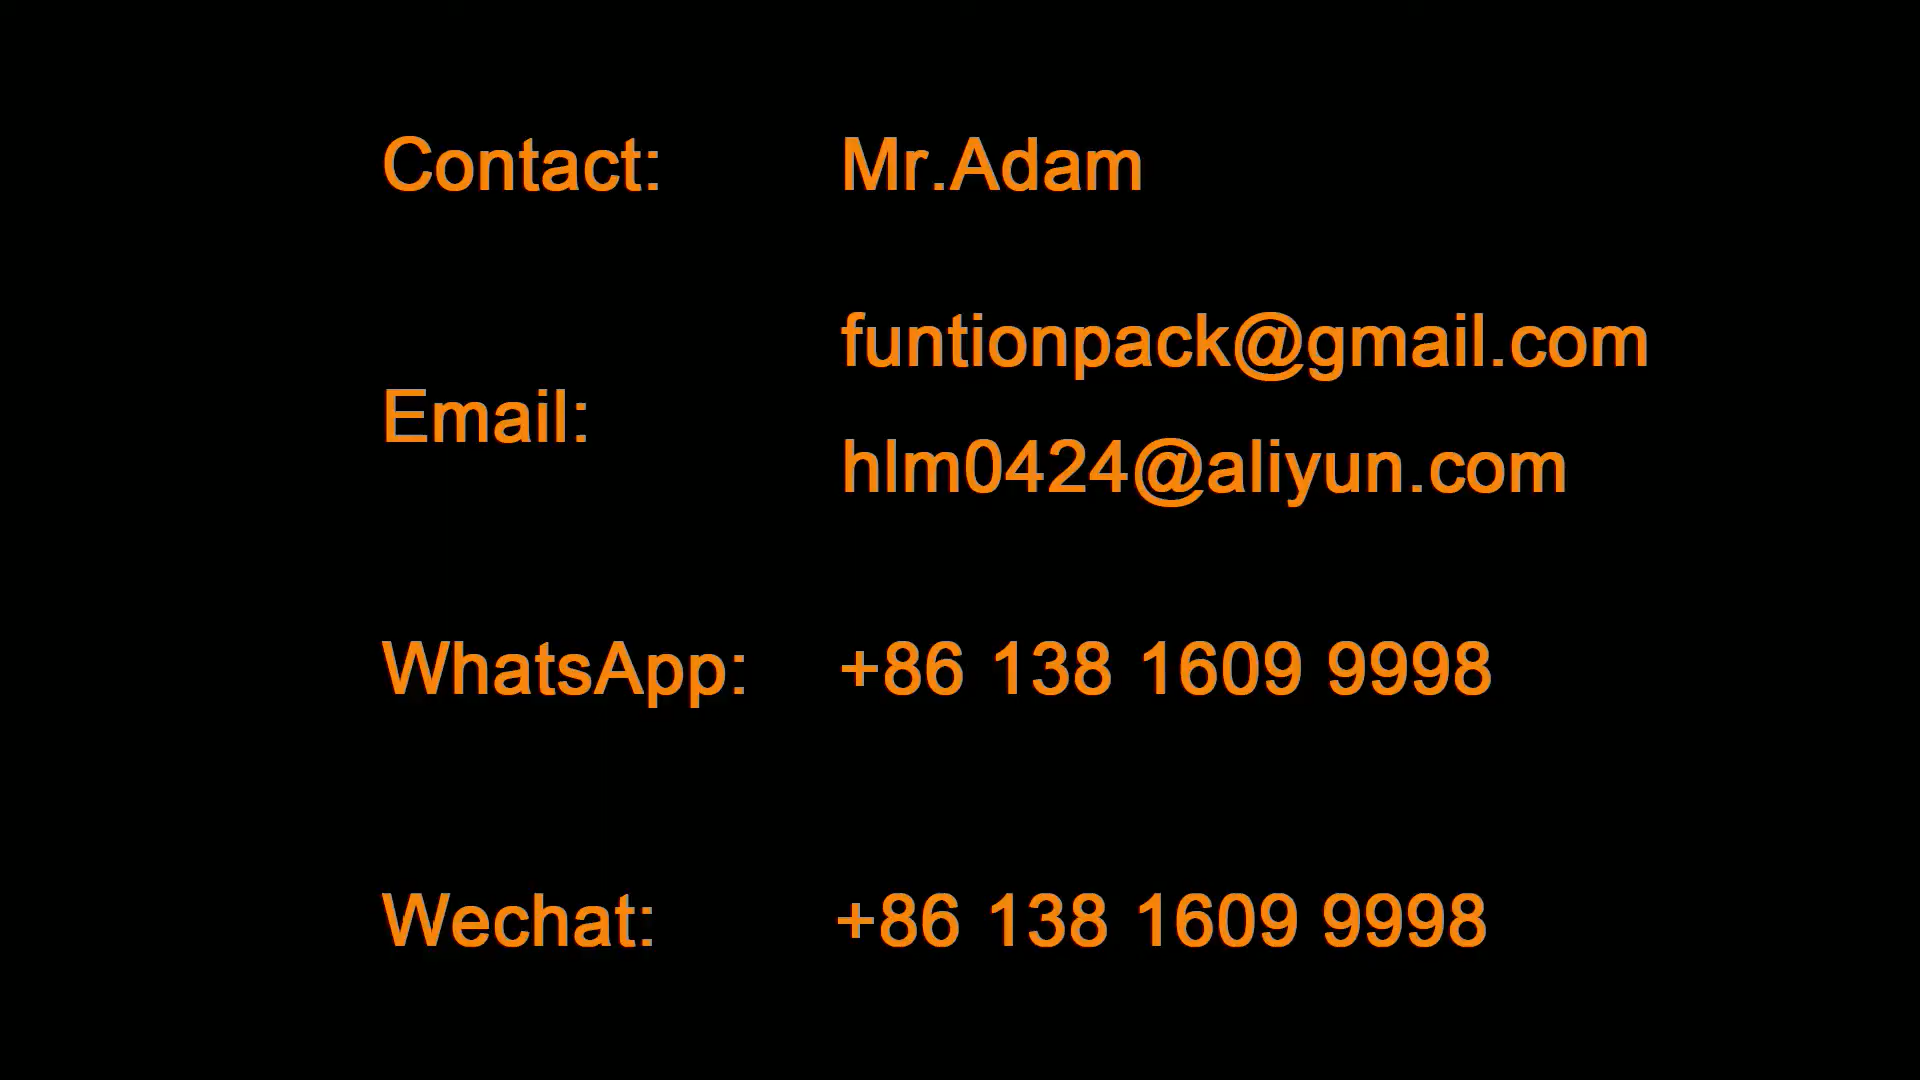 Contact: Mr.Adam
funtionpack@gmail.com
Email:
hlm0424@aliyun.com
WhatsApp: +86 138 1609 9998
Wechat: +86 138 1609 9998